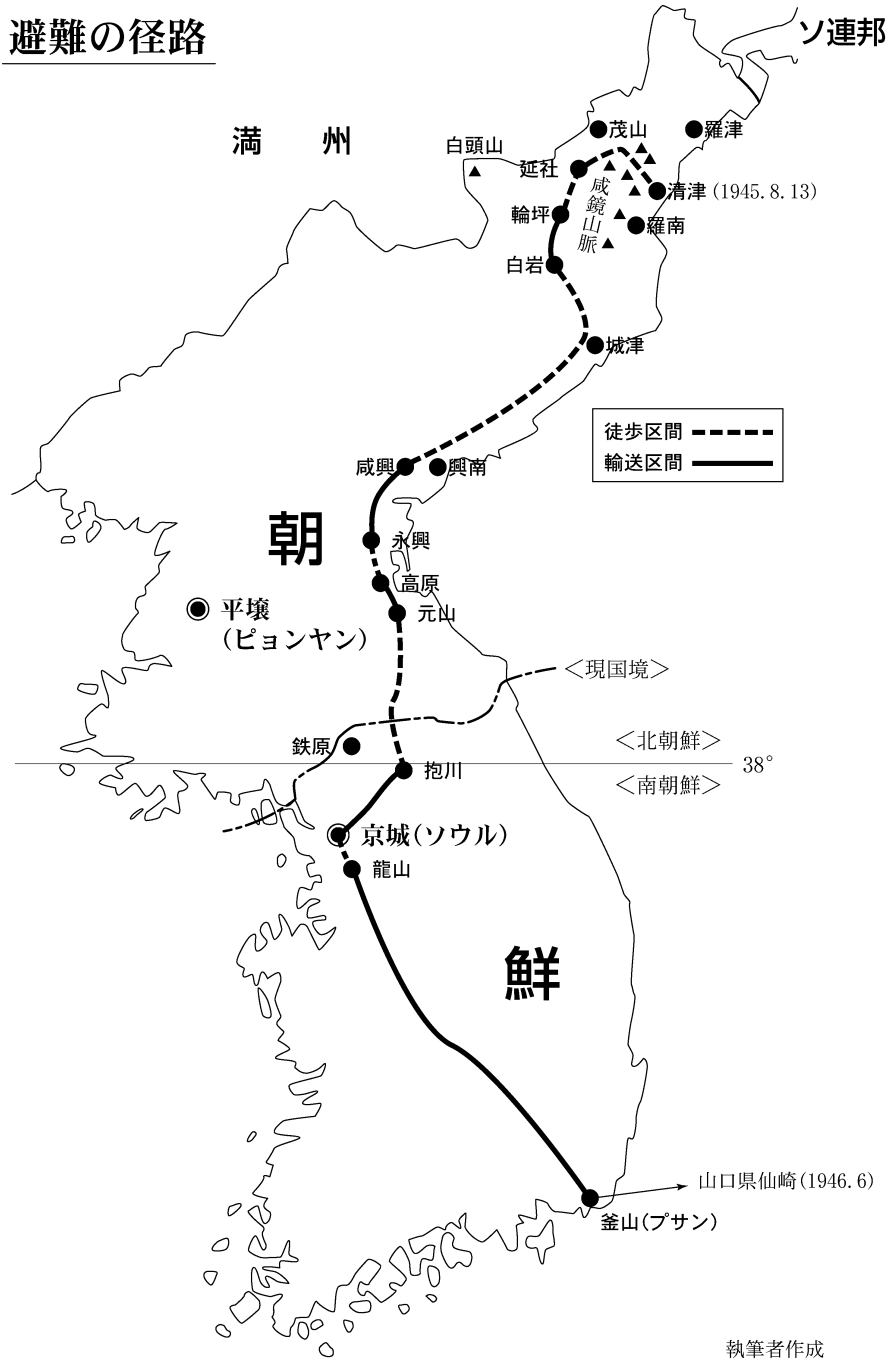 避難の径路
ソ連邦
満州
白頭山
茂山
羅津
延社
清津(1945.8.13)
咸鏡山脈
輪坪
羅南
白岩
城津
徒歩区間
輸送区間
咸興
興南
朝
永興
高原
平壌
(ピョンヤン)
元山
＜現国境＞
鉄原
＜北朝鮮＞
38°
抱川
＜南朝鮮＞
京城(ソウル)
龍山
鮮
山口県仙崎(1946.6)
釜山(プサン)
執筆者作成